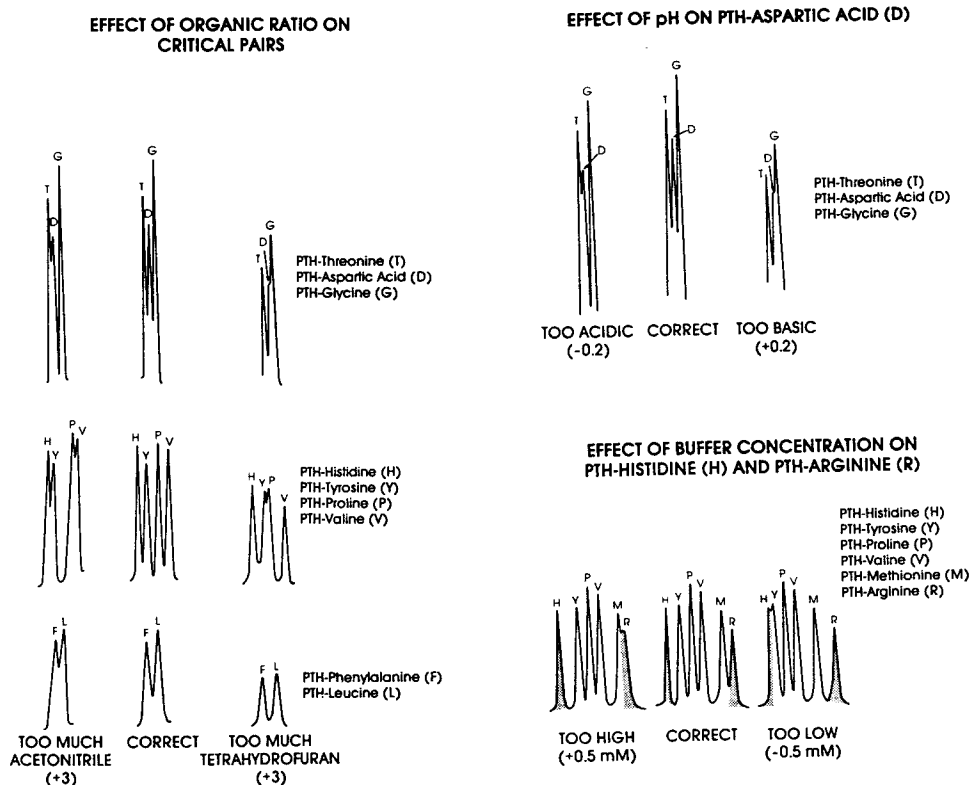 EFFECT OF ORGANIC RATIO ON
CRITICAL PAIRS
G
T
D
G
T
D
G
D
T
PTH-Threonine (T)
PTH-Aspartic Acid (D)
PTH-Glycine (G)
H
Y
P
V
H
Y
P
V
H
Y
P
V
PTH-Histidine (H)
PTH-Tyrosine (Y)
PTH-Proline (P)
PTH-Valine (V)
F
L
F
L
F
L
PTH-Phenylalanine (F)
PTH-Leucine (L)
TOO MUCH
ACETONITRILE
(+3)
CORRECT
TOO MUCH
TETRAHYDROFURAN
(+3)
EFFECT OF pH ON PTH-ASPARTIC ACID (D)
G
T
D
G
T
D
G
D
T
PTH-Threonine (T)
PTH-Aspartic Acid (D)
PTH-Glycine (G)
TOO ACIDIC
(-0.2)
CORRECT
TOO BASIC
(+0.2)
EFFECT OF BUFFER CONCENTRATION ON
PTH-HISTIDINE (H) AND PTH-ARGININE (R)
PTH-Histidine (H)
PTH-Tyrosine (Y)
PTH-Proline (P)
PTH-Valine (V)
PTH-Methionine (M)
PTH-Arginine (R)
H
Y
P
V
M
R
H
Y
P
V
M
R
H
Y
P
V
M
R
TOO HIGH
(+0.5 mM)
CORRECT
TOO LOW
(-0.5 mM)